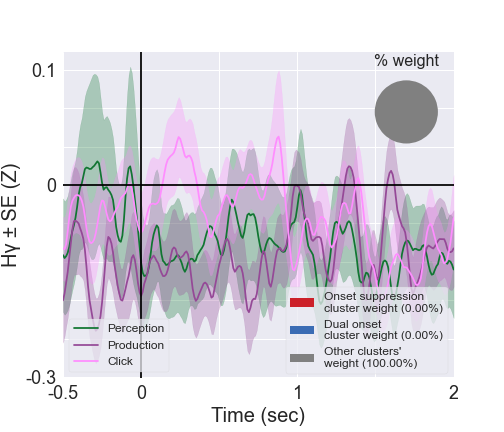 % weight
0.1
0
-0.3
Hγ ± SE (Z)
Perception
Production
Click
Onset suppression
cluster weight (0.00%)
Dual onset
cluster weight (0.00%)
Other clusters'
weight (100.00%)
-0.5 0 1 2
Time (sec)